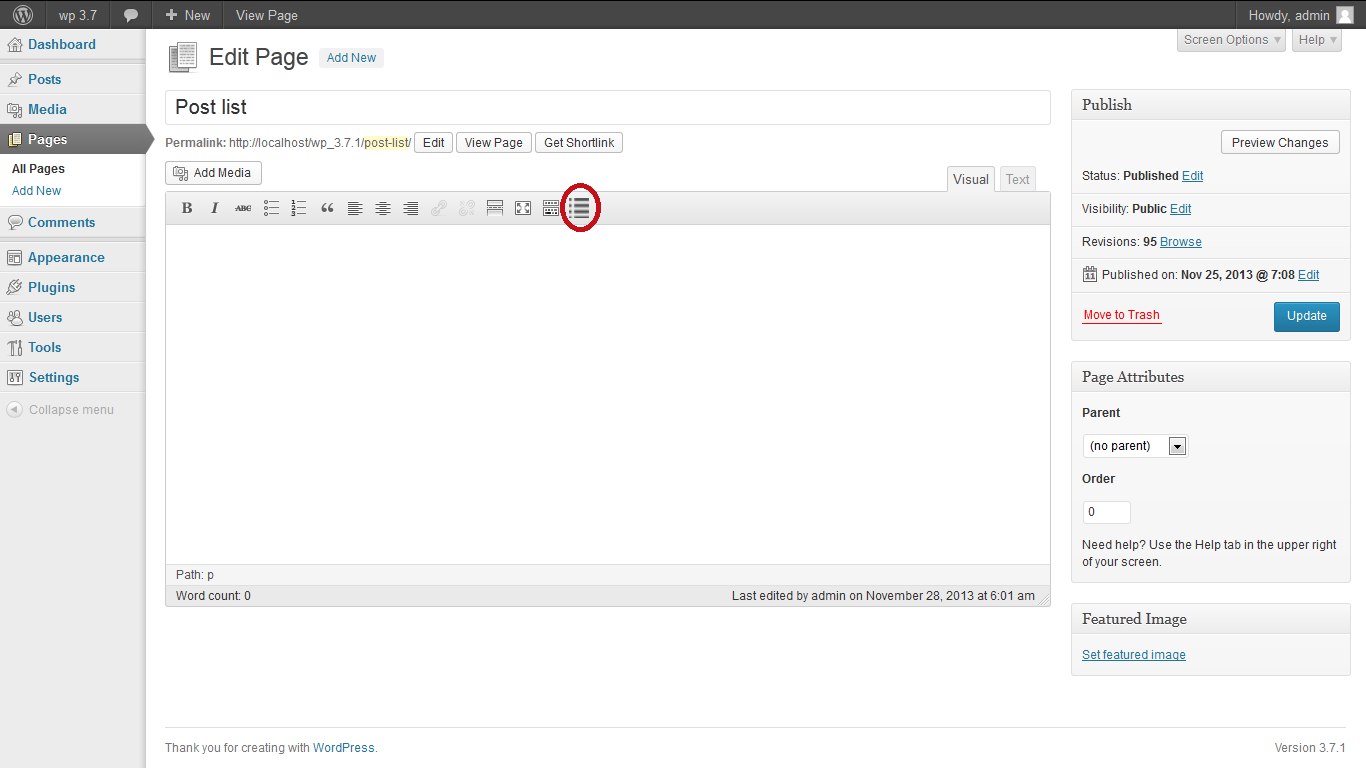 wp 3.7
New
View Page
Howdy, admin
Dashboard
Posts
Media
Pages
All Pages
Add New
Comments
Appearance
Plugins
Users
Tools
Settings
Collapse menu
Screen Options
Help
Edit Page
Add New
Post list
Permalink: http://localhost/wp_3.7.1/post-list/ Edit View Page Get Shortlink
Add Media
Visual
Text
B I ABC
Path: p
Word count: 0
Last edited by admin on November 28, 2013 at 6:01 am
Publish
Preview Changes
Status: Published Edit
Visibility: Public Edit
Revisions: 95 Browse
11 Published on: Nov 25, 2013 @ 7:08 Edit
Move to Trash
Update
Page Attributes
Parent
(no parent)
Order
0
Need help? Use the Help tab in the upper right
of your screen.
Featured Image
Set featured image
Thank you for creating with WordPress.
Version 3.7.1